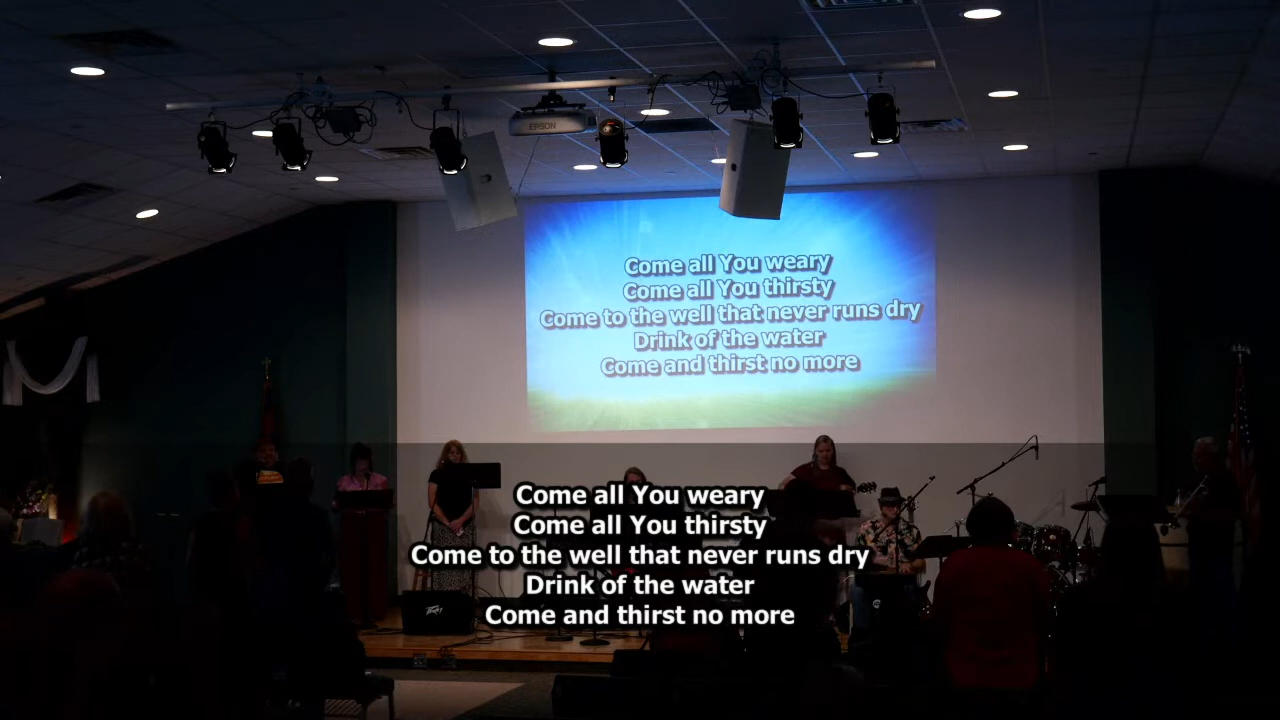 EPSON
Come all You weary
Come all You thirsty
Come to the well that never runs dry
Drink of the water
Come and thirst no more
Come all You weary
Come all You thirsty
Come to the well that never runs dry
Drink of the water
Come and thirst no more
PEAVEY